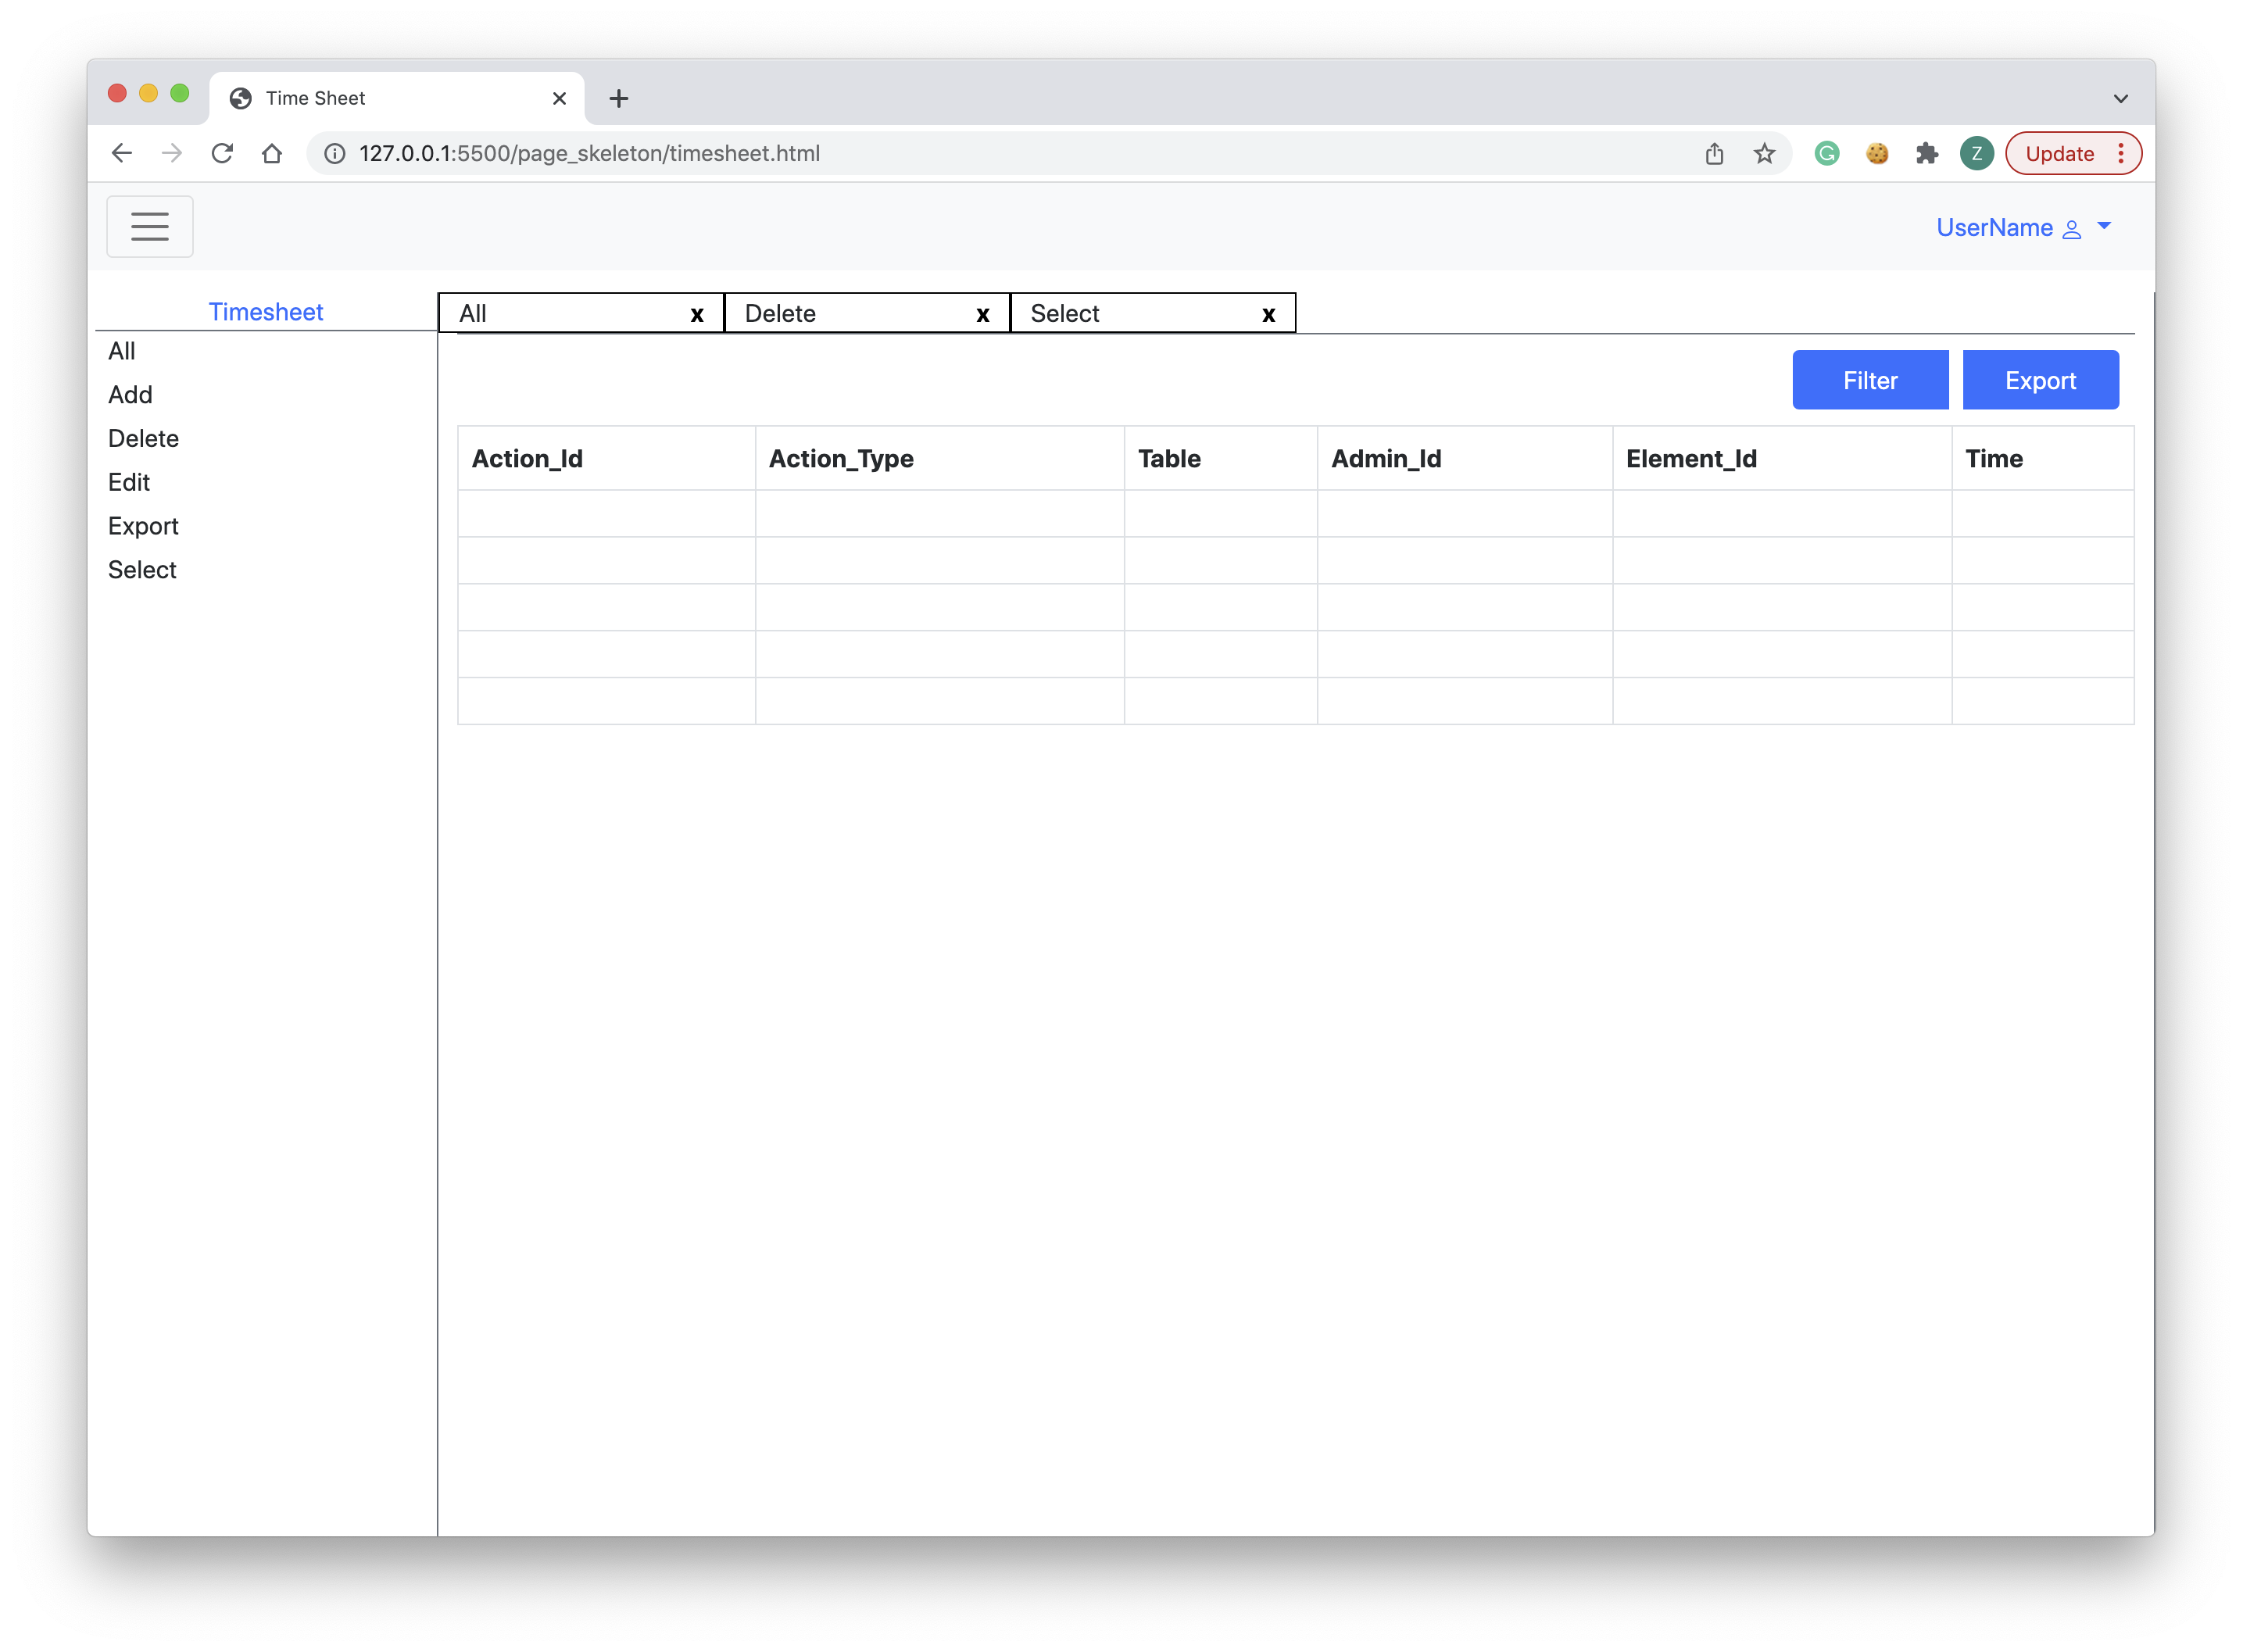 Time Sheet
127.0.0.1:5500/page_skeleton/timesheet.html
Z
Update
UserName
Timesheet
All x Delete x Select x
All
Add
Delete
Edit
Export
Select
Filter Export
Action_Id Action_Type Table Admin_Id Element_Id Time